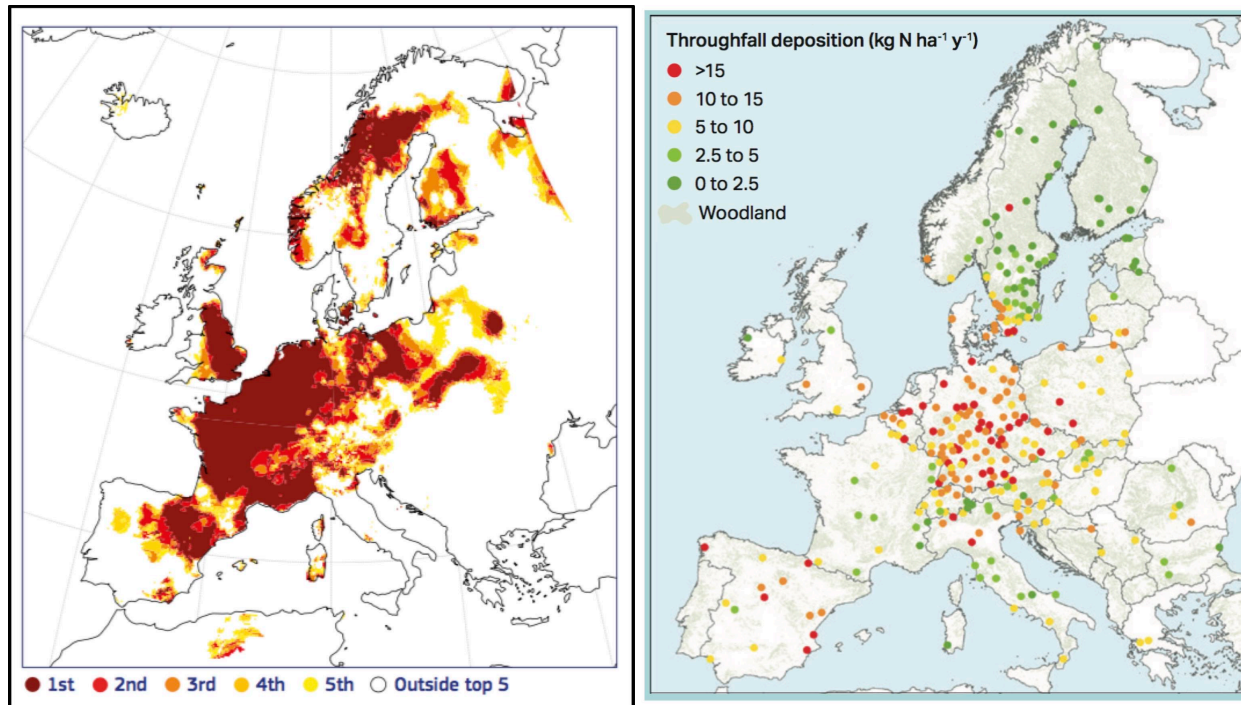 1st 2nd 3rd 4th 5th Outside top 5
Throughfall deposition (kg N ha⁻¹ y⁻¹)
>15
10 to 15
5 to 10
2.5 to 5
0 to 2.5
Woodland